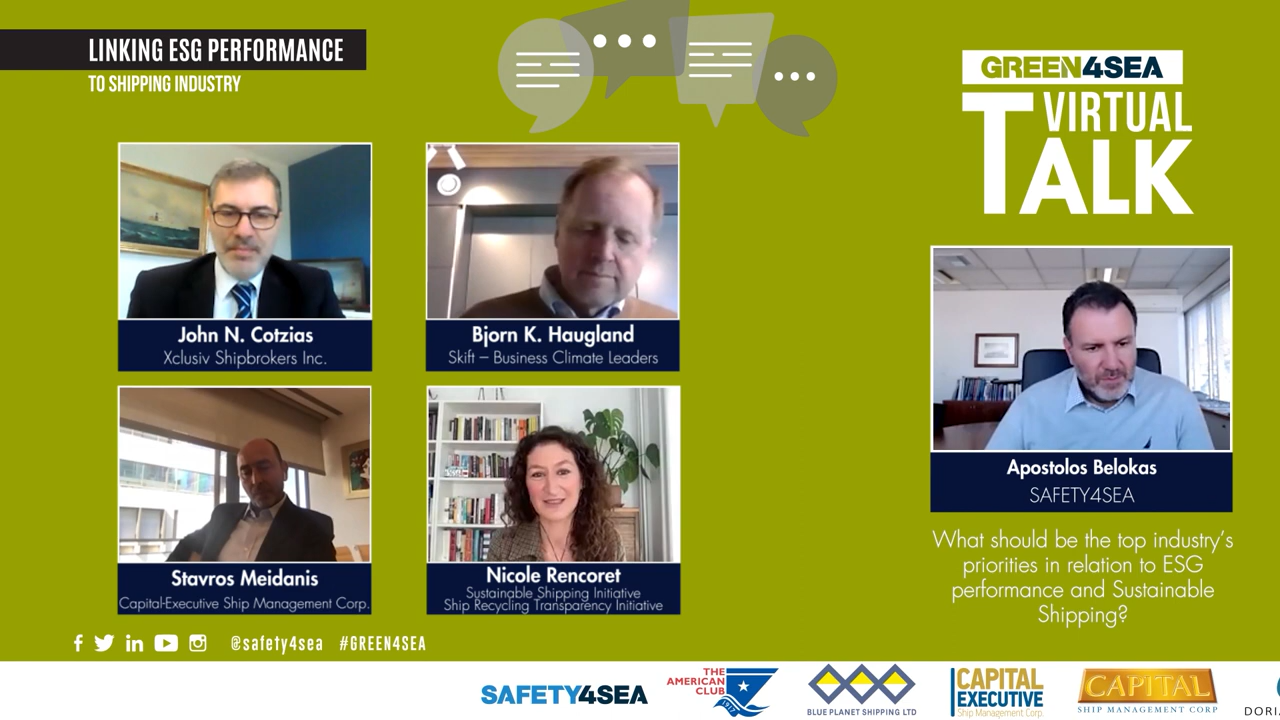 LINKING ESG PERFORMANCE
TO SHIPPING INDUSTRY
GREEN4SEA
VIRTUAL
TALK
John N. Cotzias
Xclusiv Shipbrokers Inc.
Bjorn K. Haugland
Skift – Business Climate Leaders
Stavros Meidanis
Capital-Executive Ship Management Corp.
Nicole Rencoret
Sustainable Shipping Initiative
Ship Recycling Transparency Initiative
Apostolos Belokas
SAFETY4SEA
What should be the top industry's
priorities in relation to ESG
performance and Sustainable
Shipping?
@safety4sea #GREEN4SEA
SAFETY4SEA
THE
AMERICAN
CLUB
1917
BLUE PLANET SHIPPING LTD
CAPITAL
EXECUTIVE
Ship Management Corp.
CAPITAL
SHIP MANAGEMENT CORP